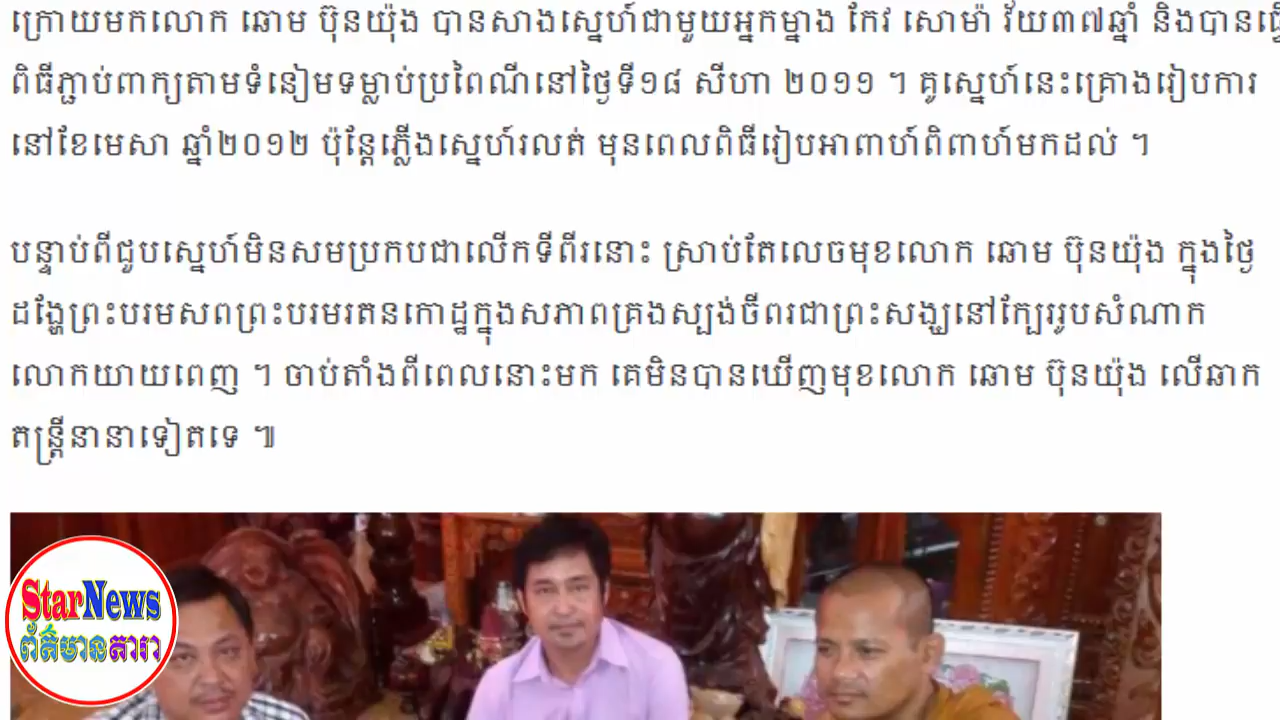 ក្រោយមកលោក ឆោម ប៊ុនយ៉ុង បានសាងស្នេហ៍ជាមួយអ្នកម្នាង កែវ សោម៉ា វ័យ៣៧ឆ្នាំ និងបានធ្វើ
ពិធីភ្ជាប់ពាក្យតាមទំនៀមទម្លាប់ប្រពៃណីនៅថ្ងៃទី១៨ សីហា ២០១១ ។ គូស្នេហ៍នេះគ្រោងរៀបការ
នៅខែមេសា ឆ្នាំ២០១២ ប៉ុន្តែភ្លើងស្នេហ៍រលត់ មុនពេលពិធីរៀបអាពាហ៍ពិពាហ៍មកដល់ ។
បន្ទាប់ពីជួបស្នេហ៍មិនសមប្រកបជាលើកទីពីរនោះ ស្រាប់តែលេចមុខលោក ឆោម ប៊ុនយ៉ុង ក្នុងថ្ងៃ
ដង្ហែព្រះបរមសពព្រះបរមរតនកោដ្ឋក្នុងសភាពគ្រងស្បង់ចីពរជាព្រះសង្ឃនៅក្បែររូបសំណាក
លោកយាយពេញ ។ ចាប់តាំងពីពេលនោះមក គេមិនបានឃើញមុខលោក ឆោម ប៊ុនយ៉ុង លើឆាក
តន្ត្រីនានាទៀតទេ ៕
StarNews
ព័ត៌មានតារា